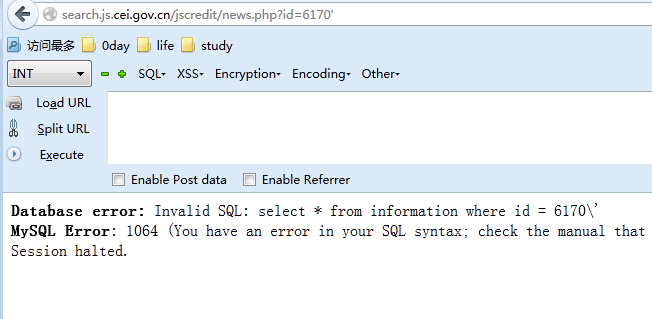 search.js.cei.gov.cn/jscredit/news.php?id=6170'
访问最多 0day life study
INT SQL▾ XSS▾ Encryption▾ Encoding▾ Other▾
Load URL
Split URL
Execute
Enable Post data Enable Referrer
Database error: Invalid SQL: select * from information where id = 6170\'
MySQL Error: 1064 (You have an error in your SQL syntax; check the manual that
Session halted.